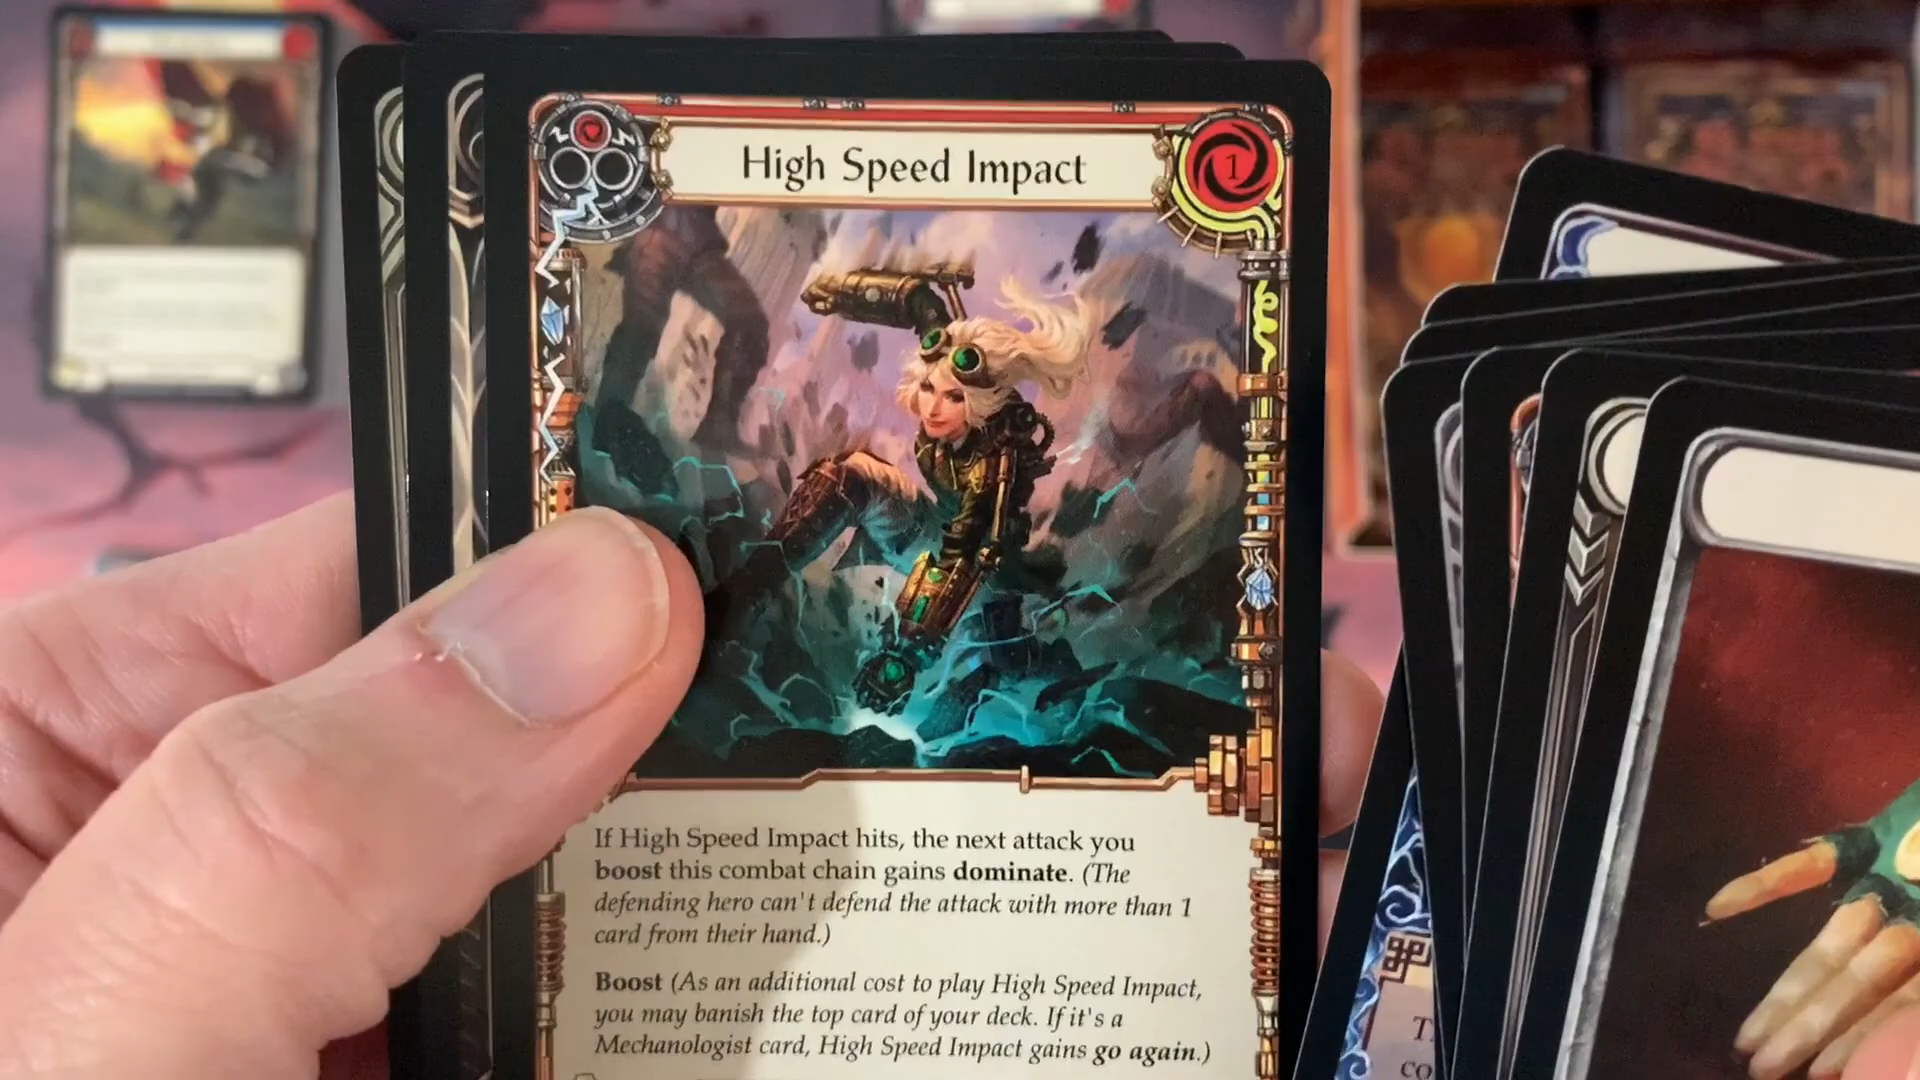 High Speed Impact
1
If High Speed Impact hits, the next attack you
boost this combat chain gains dominate. (The
defending hero can't defend the attack with more than 1
card from their hand.)
Boost (As an additional cost to play High Speed Impact,
you may banish the top card of your deck. If it's a
Mechanologist card, High Speed Impact gains go again.)